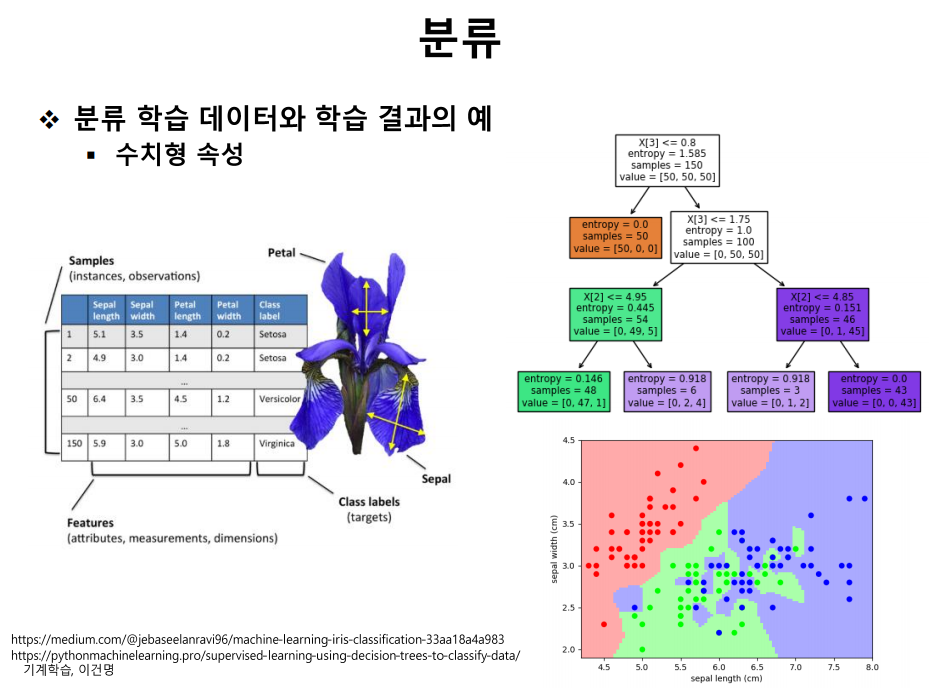 분류
❖ 분류 학습 데이터와 학습 결과의 예
▪ 수치형 속성
Samples
(instances, observations)
Petal
Sepal length Sepal width Petal length Petal width Class label
1 5.1 3.5 1.4 0.2 Setosa
2 4.9 3.0 1.4 0.2 Setosa
...
50 6.4 3.5 4.5 1.2 Versicolor
...
150 5.9 3.0 5.0 1.8 Virginica
Sepal
Class labels
(targets)
Features
(attributes, measurements, dimensions)
X[3] <= 0.8
entropy = 1.585
samples = 150
value = [50, 50, 50]
entropy = 0.0
samples = 50
value = [50, 0, 0]
X[3] <= 1.75
entropy = 1.0
samples = 100
value = [0, 50, 50]
X[2] <= 4.95
entropy = 0.445
samples = 54
value = [0, 49, 5]
X[2] <= 4.85
entropy = 0.151
samples = 46
value = [0, 1, 45]
entropy = 0.146
samples = 48
value = [0, 47, 1]
entropy = 0.918
samples = 6
value = [0, 2, 4]
entropy = 0.918
samples = 3
value = [0, 1, 2]
entropy = 0.0
samples = 43
value = [0, 0, 43]
4.5
4.0
3.5
3.0
2.5
2.0
sepal width (cm)
4.5 5.0 5.5 6.0 6.5 7.0 7.5 8.0
sepal length (cm)
https://medium.com/@jebaseelanravi96/machine-learning-iris-classification-33aa18a4a983
https://pythonmachinelearning.pro/supervised-learning-using-decision-trees-to-classify-data/
기계학습, 이건명